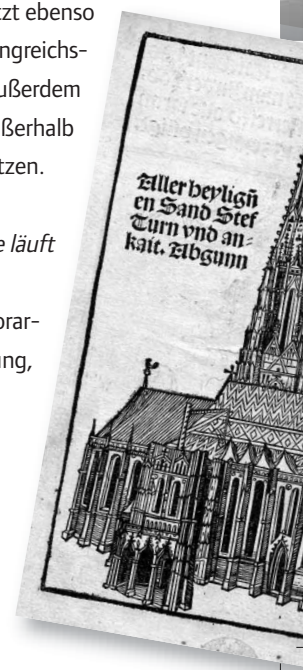 tzt ebenso
ngreichs-
ußerdem
ßerhalb
tzen.
e läuft
orar-
ung,
Aller heyligñ
en Sand Stef
Turn vnd an=
kait. Abgunn